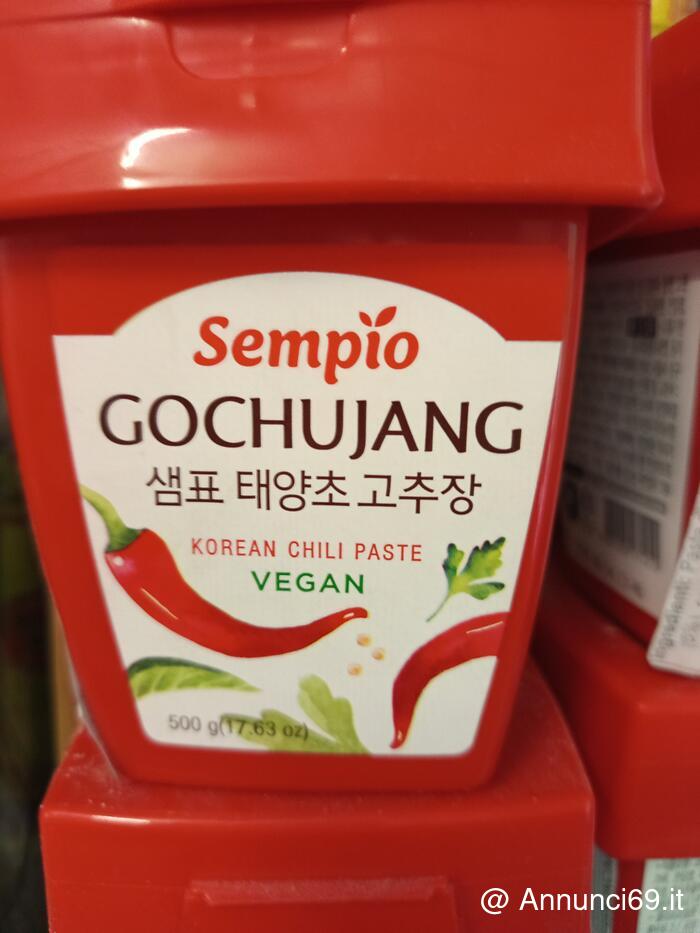 Sempio
GOCHUJANG
샘표 태양초 고추장
KOREAN CHILI PASTE
VEGAN
500 g(17.63 oz)
@ Annunci69.it